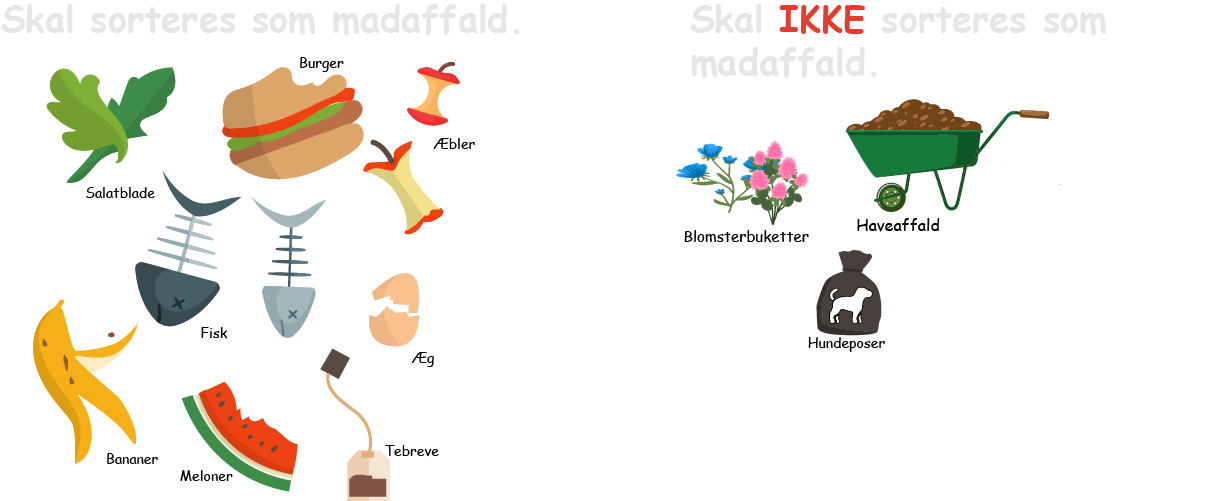 Skal sorteres som madaffald.
Burger
Æbler
Salatblade
Fisk
Æg
Bananer
Meloner
Tebreve
Skal IKKE sorteres som
madaffald.
Blomsterbuketter
Haveaffald
Hundeposer